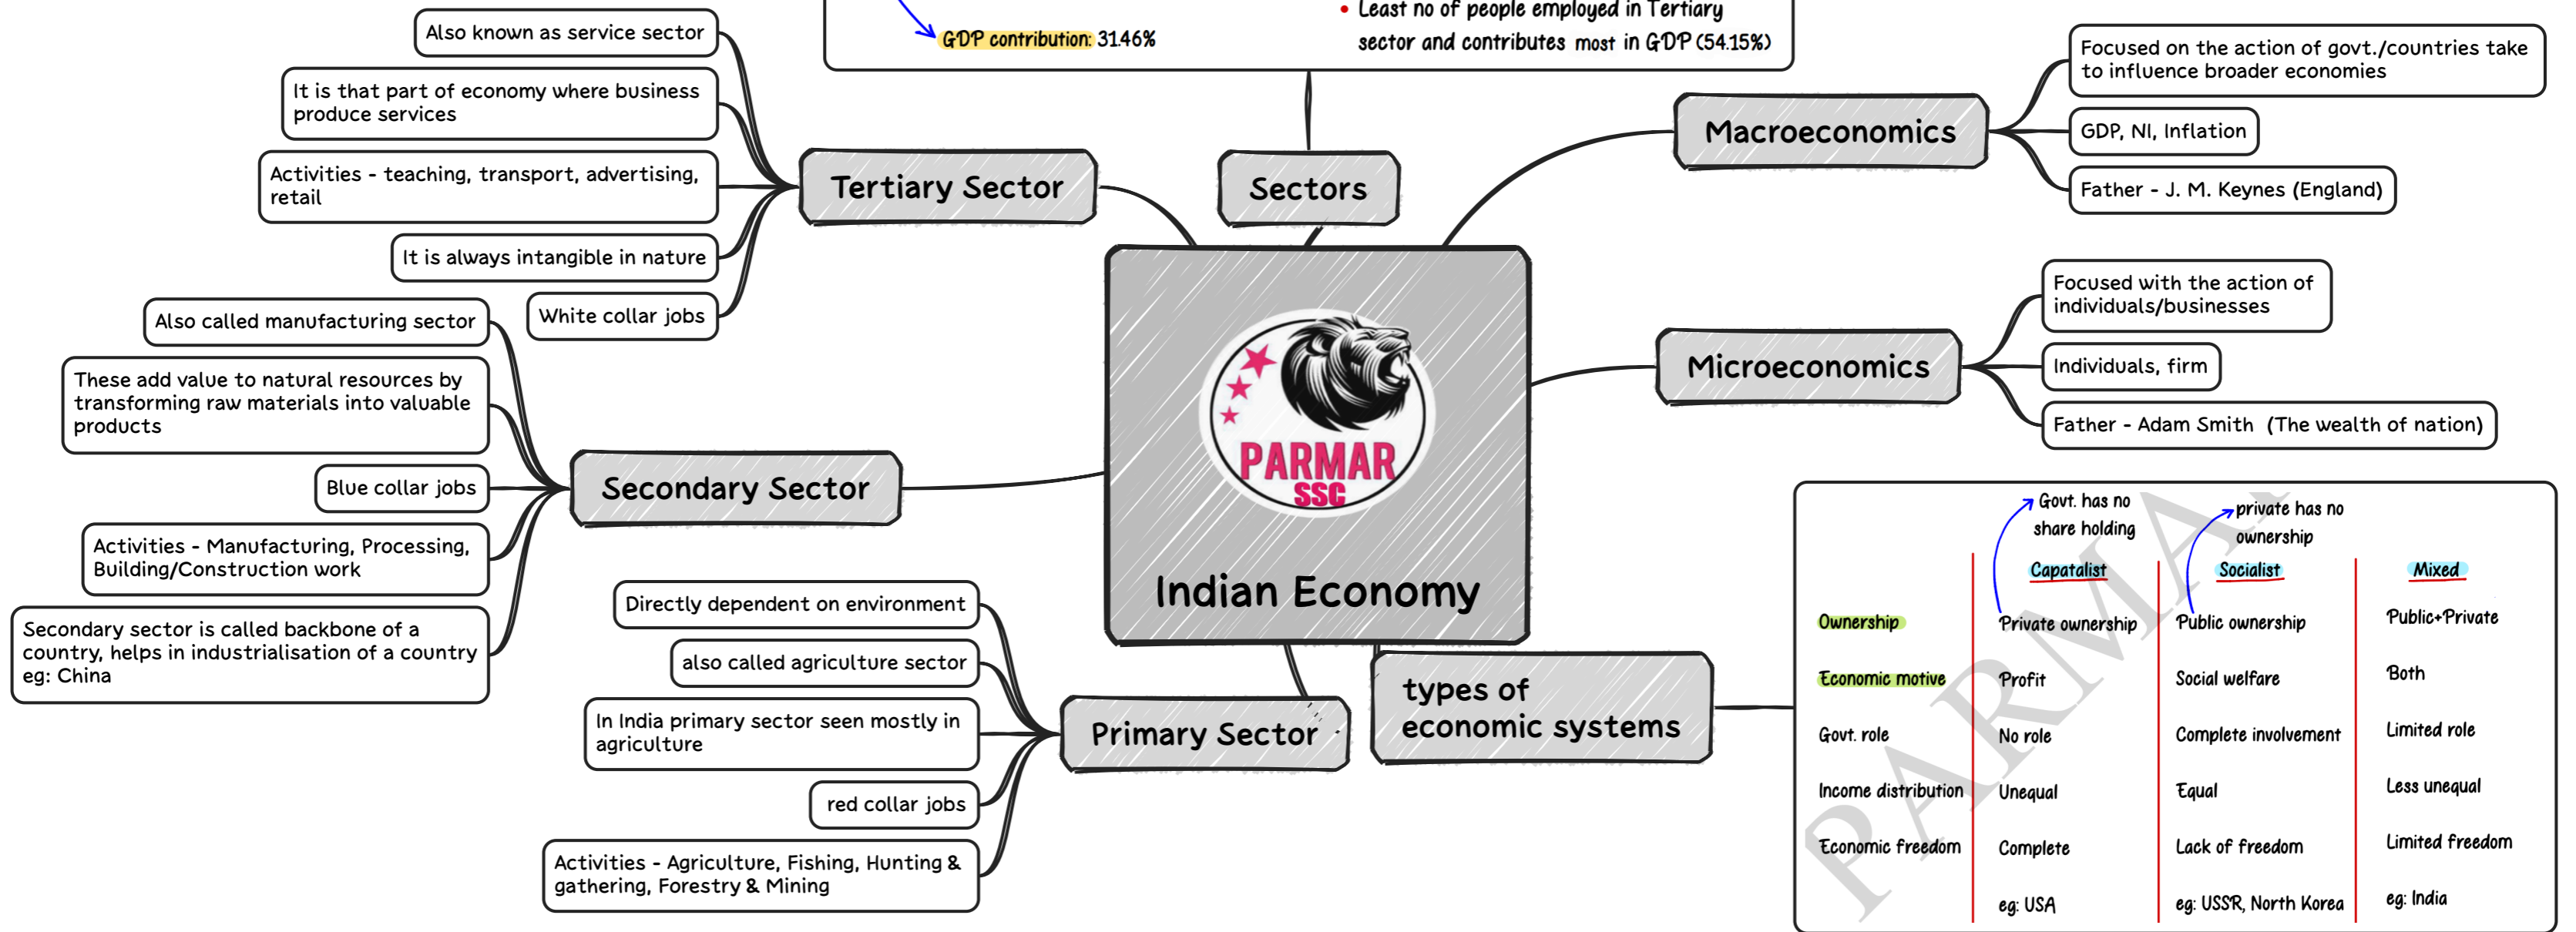 GDP contribution: 31.46%
• Least no of people employed in Tertiary
sector and contributes most in GDP (54.15%)
Sectors
Tertiary Sector
Also known as service sector
It is that part of economy where business
produce services
Activities - teaching, transport, advertising,
retail
It is always intangible in nature
White collar jobs
Secondary Sector
Also called manufacturing sector
These add value to natural resources by
transforming raw materials into valuable
products
Blue collar jobs
Activities - Manufacturing, Processing,
Building/Construction work
Secondary sector is called backbone of a
country, helps in industrialisation of a country
eg: China
Primary Sector
Directly dependent on environment
also called agriculture sector
In India primary sector seen mostly in
agriculture
red collar jobs
Activities - Agriculture, Fishing, Hunting &
gathering, Forestry & Mining
PARMAR
SSC
Indian Economy
Macroeconomics
Focused on the action of govt./countries take
to influence broader economies
GDP, NI, Inflation
Father - J. M. Keynes (England)
Microeconomics
Focused with the action of
individuals/businesses
Individuals, firm
Father - Adam Smith (The wealth of nation)
types of
economic systems
Govt. has no
share holding
private has no
ownership
Capatalist Socialist Mixed
Ownership Private ownership Public ownership Public+Private
Economic motive Profit Social welfare Both
Govt. role No role Complete involvement Limited role
Income distribution Unequal Equal Less unequal
Economic freedom Complete Lack of freedom Limited freedom
eg: USA eg: USSR, North Korea eg: India
PARMAR